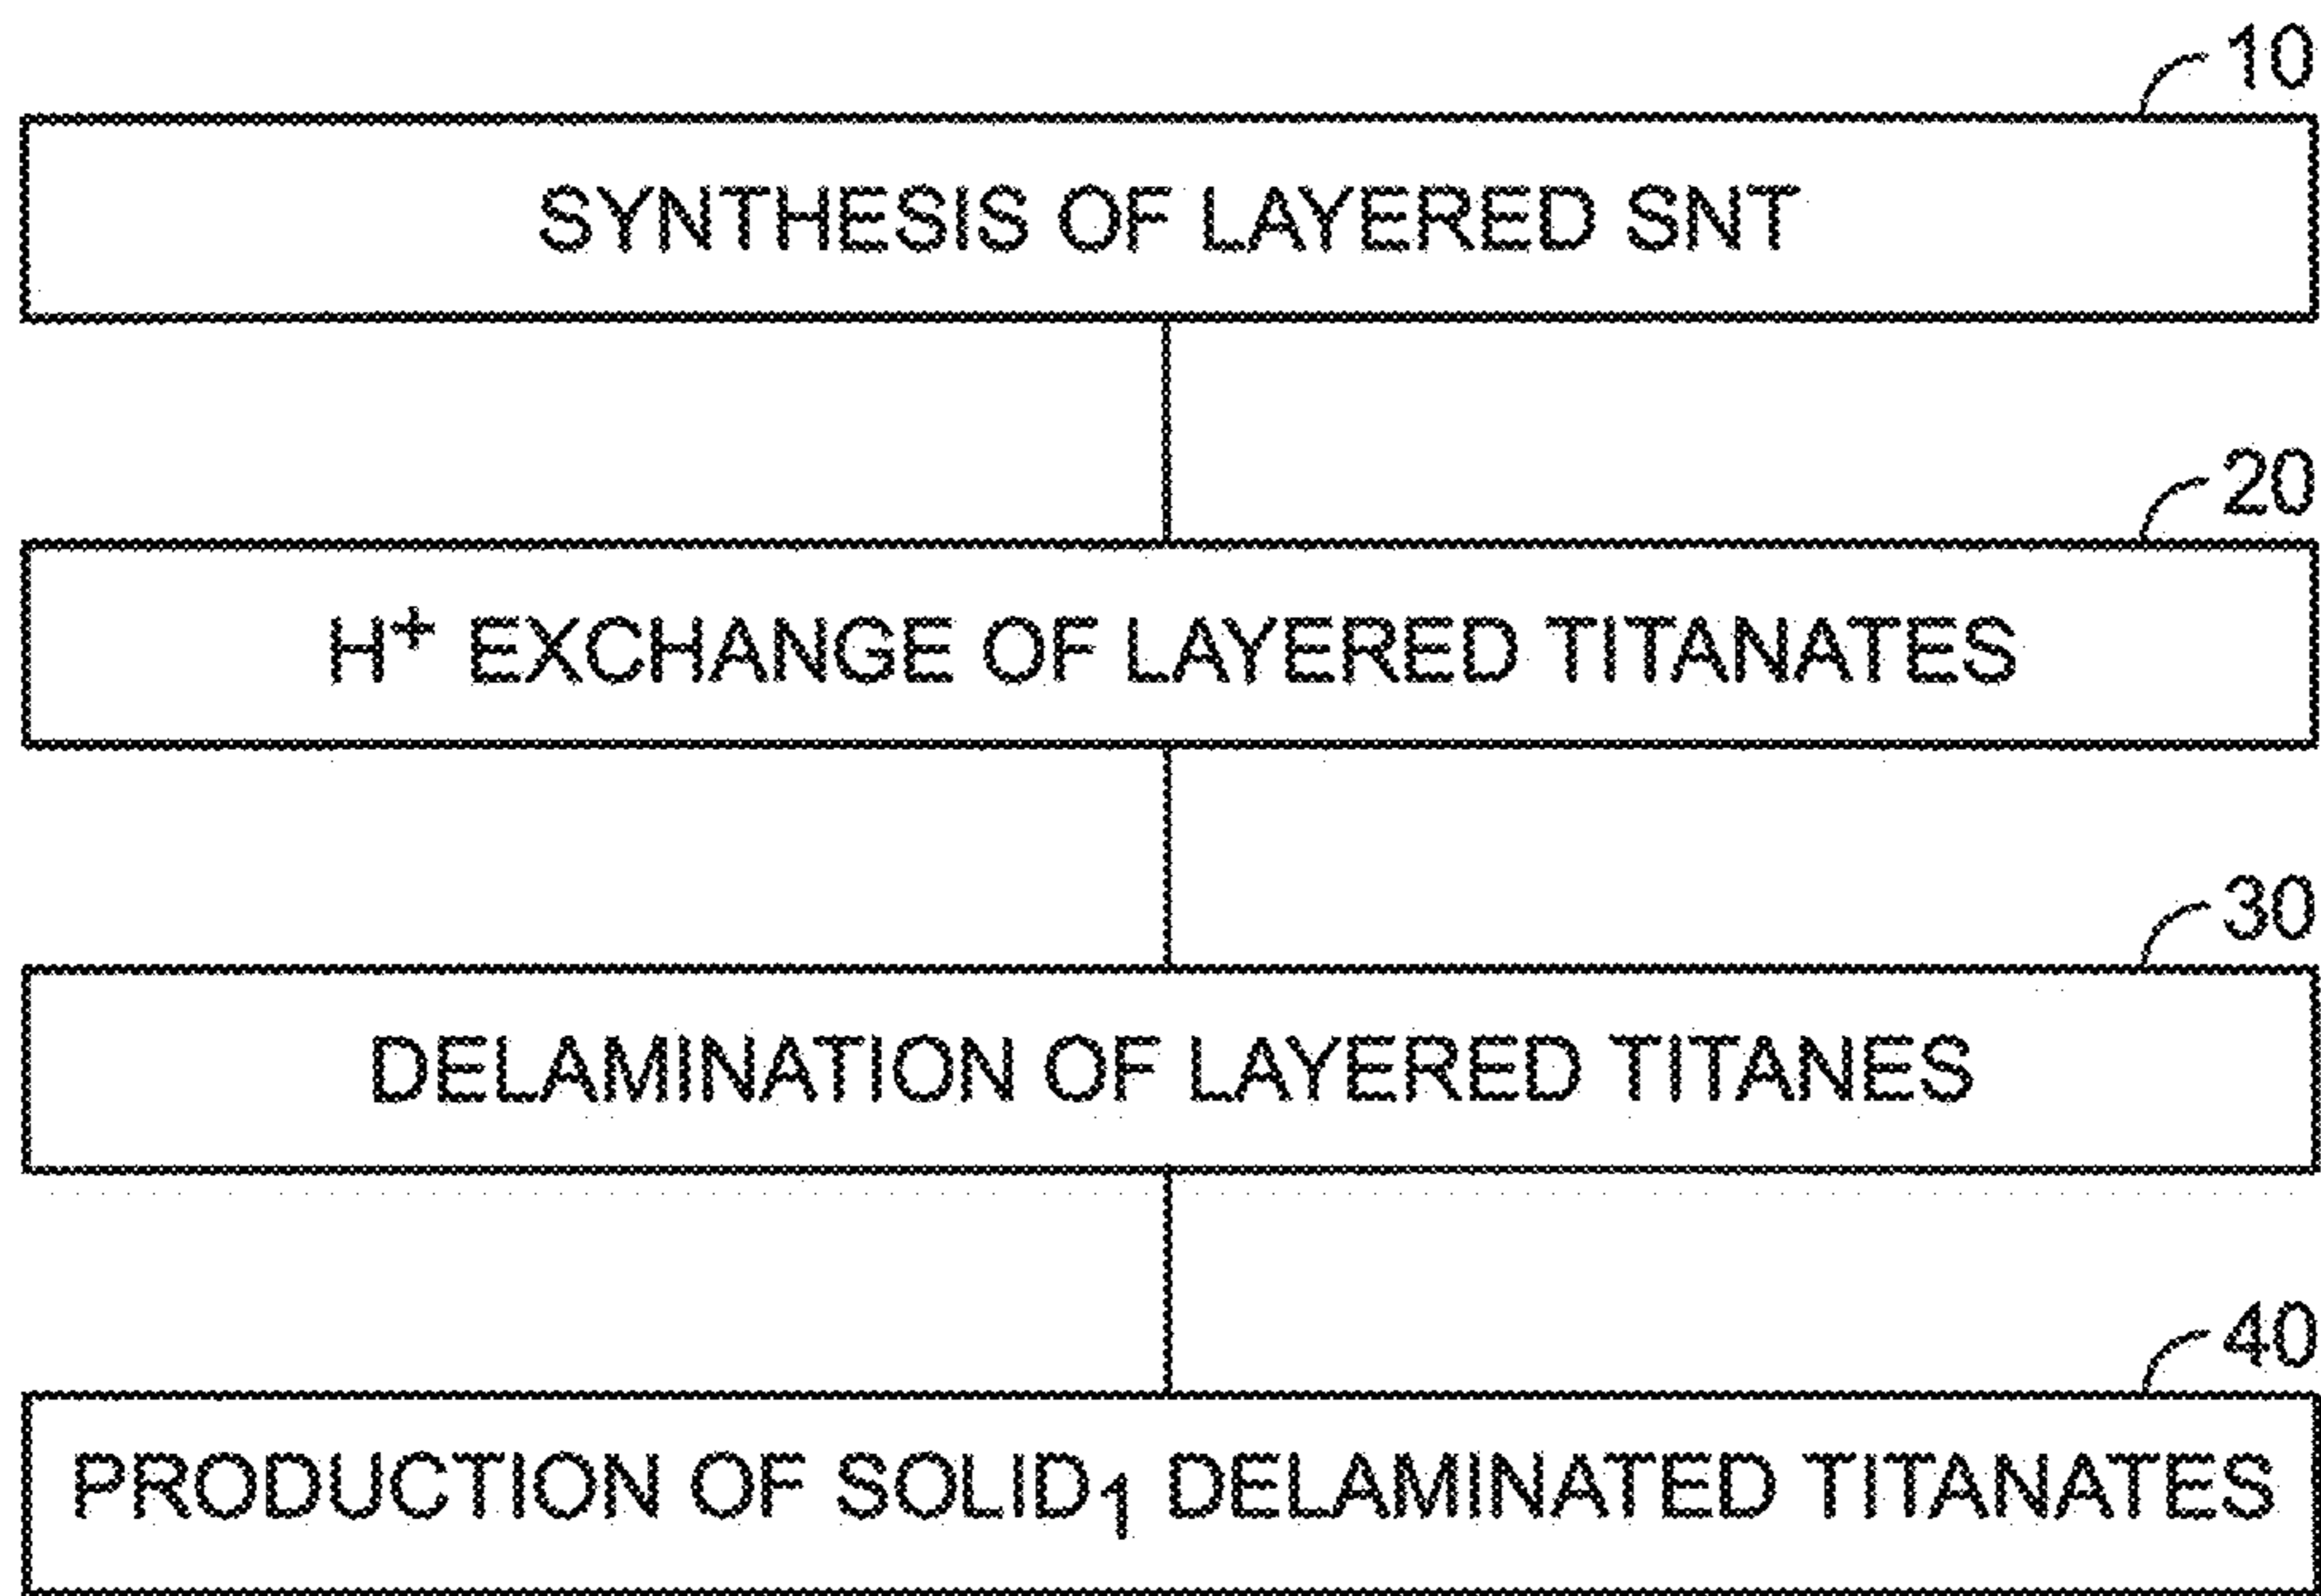 10
SYNTHESIS OF LAYERED SNT
20
H⁺ EXCHANGE OF LAYERED TITANATES
30
DELAMINATION OF LAYERED TITANES
40
PRODUCTION OF SOLID₁ DELAMINATED TITANATES